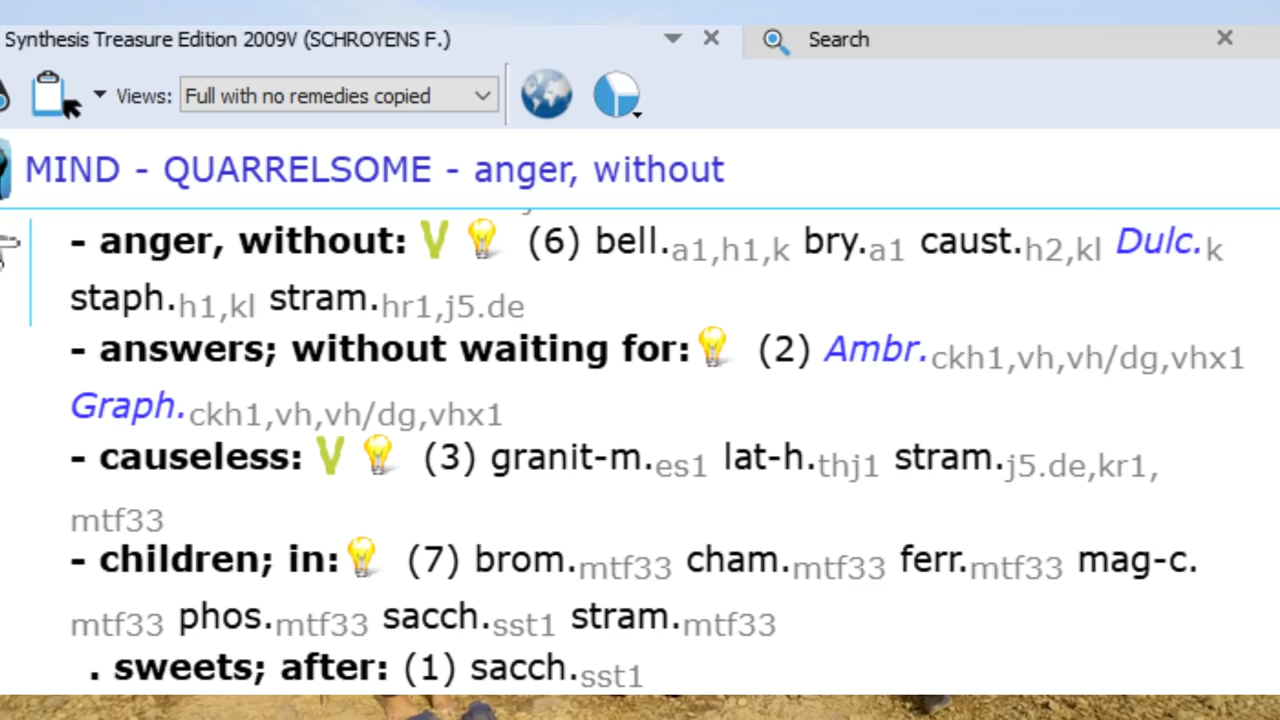 Synthesis Treasure Edition 2009V (SCHROYENS F.)
Search
Views: Full with no remedies copied
MIND - QUARRELSOME - anger, without
- anger, without: V (6) bell.a1,h1,k bry.a1 caust.h2,kl Dulc.k
staph.h1,kl stram.hr1,j5.de
- answers; without waiting for: (2) Ambr.ckh1,vh,vh/dg,vhx1
Graph.ckh1,vh,vh/dg,vhx1
- causeless: V (3) granit-m.es1 lat-h.thj1 stram.j5.de,kr1,
mtf33
- children; in: (7) brom.mtf33 cham.mtf33 ferr.mtf33 mag-c.
mtf33 phos.mtf33 sacch.sst1 stram.mtf33
. sweets; after: (1) sacch.sst1